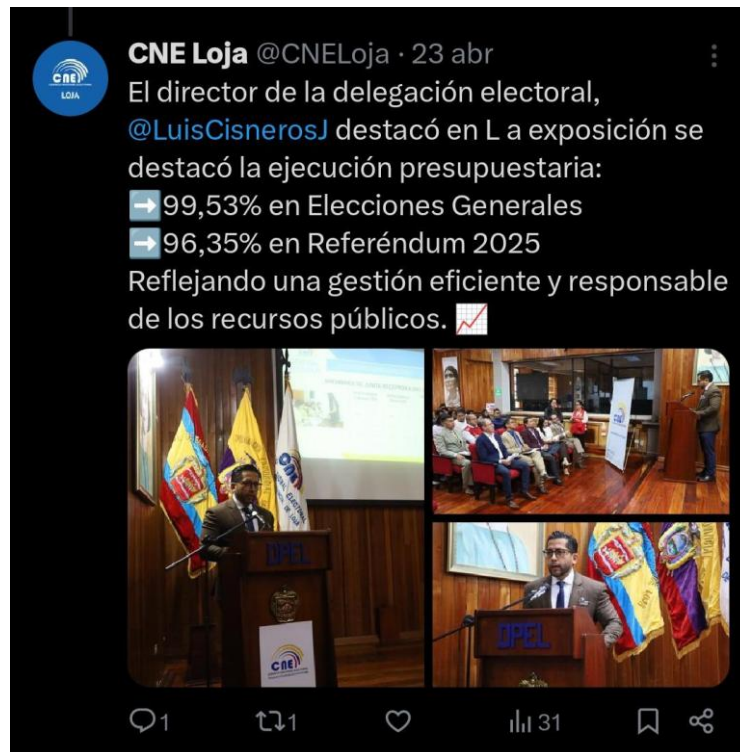 CNE Loja @CNELoja · 23 abr
El director de la delegación electoral,
@LuisCisnerosJ destacó en L a exposición se
destacó la ejecución presupuestaria:
➡️99,53% en Elecciones Generales
➡️96,35% en Referéndum 2025
Reflejando una gestión eficiente y responsable
de los recursos públicos. 📈
CNE
LOJA
CNE
DPEL
CNE
DPEL
1
1
31